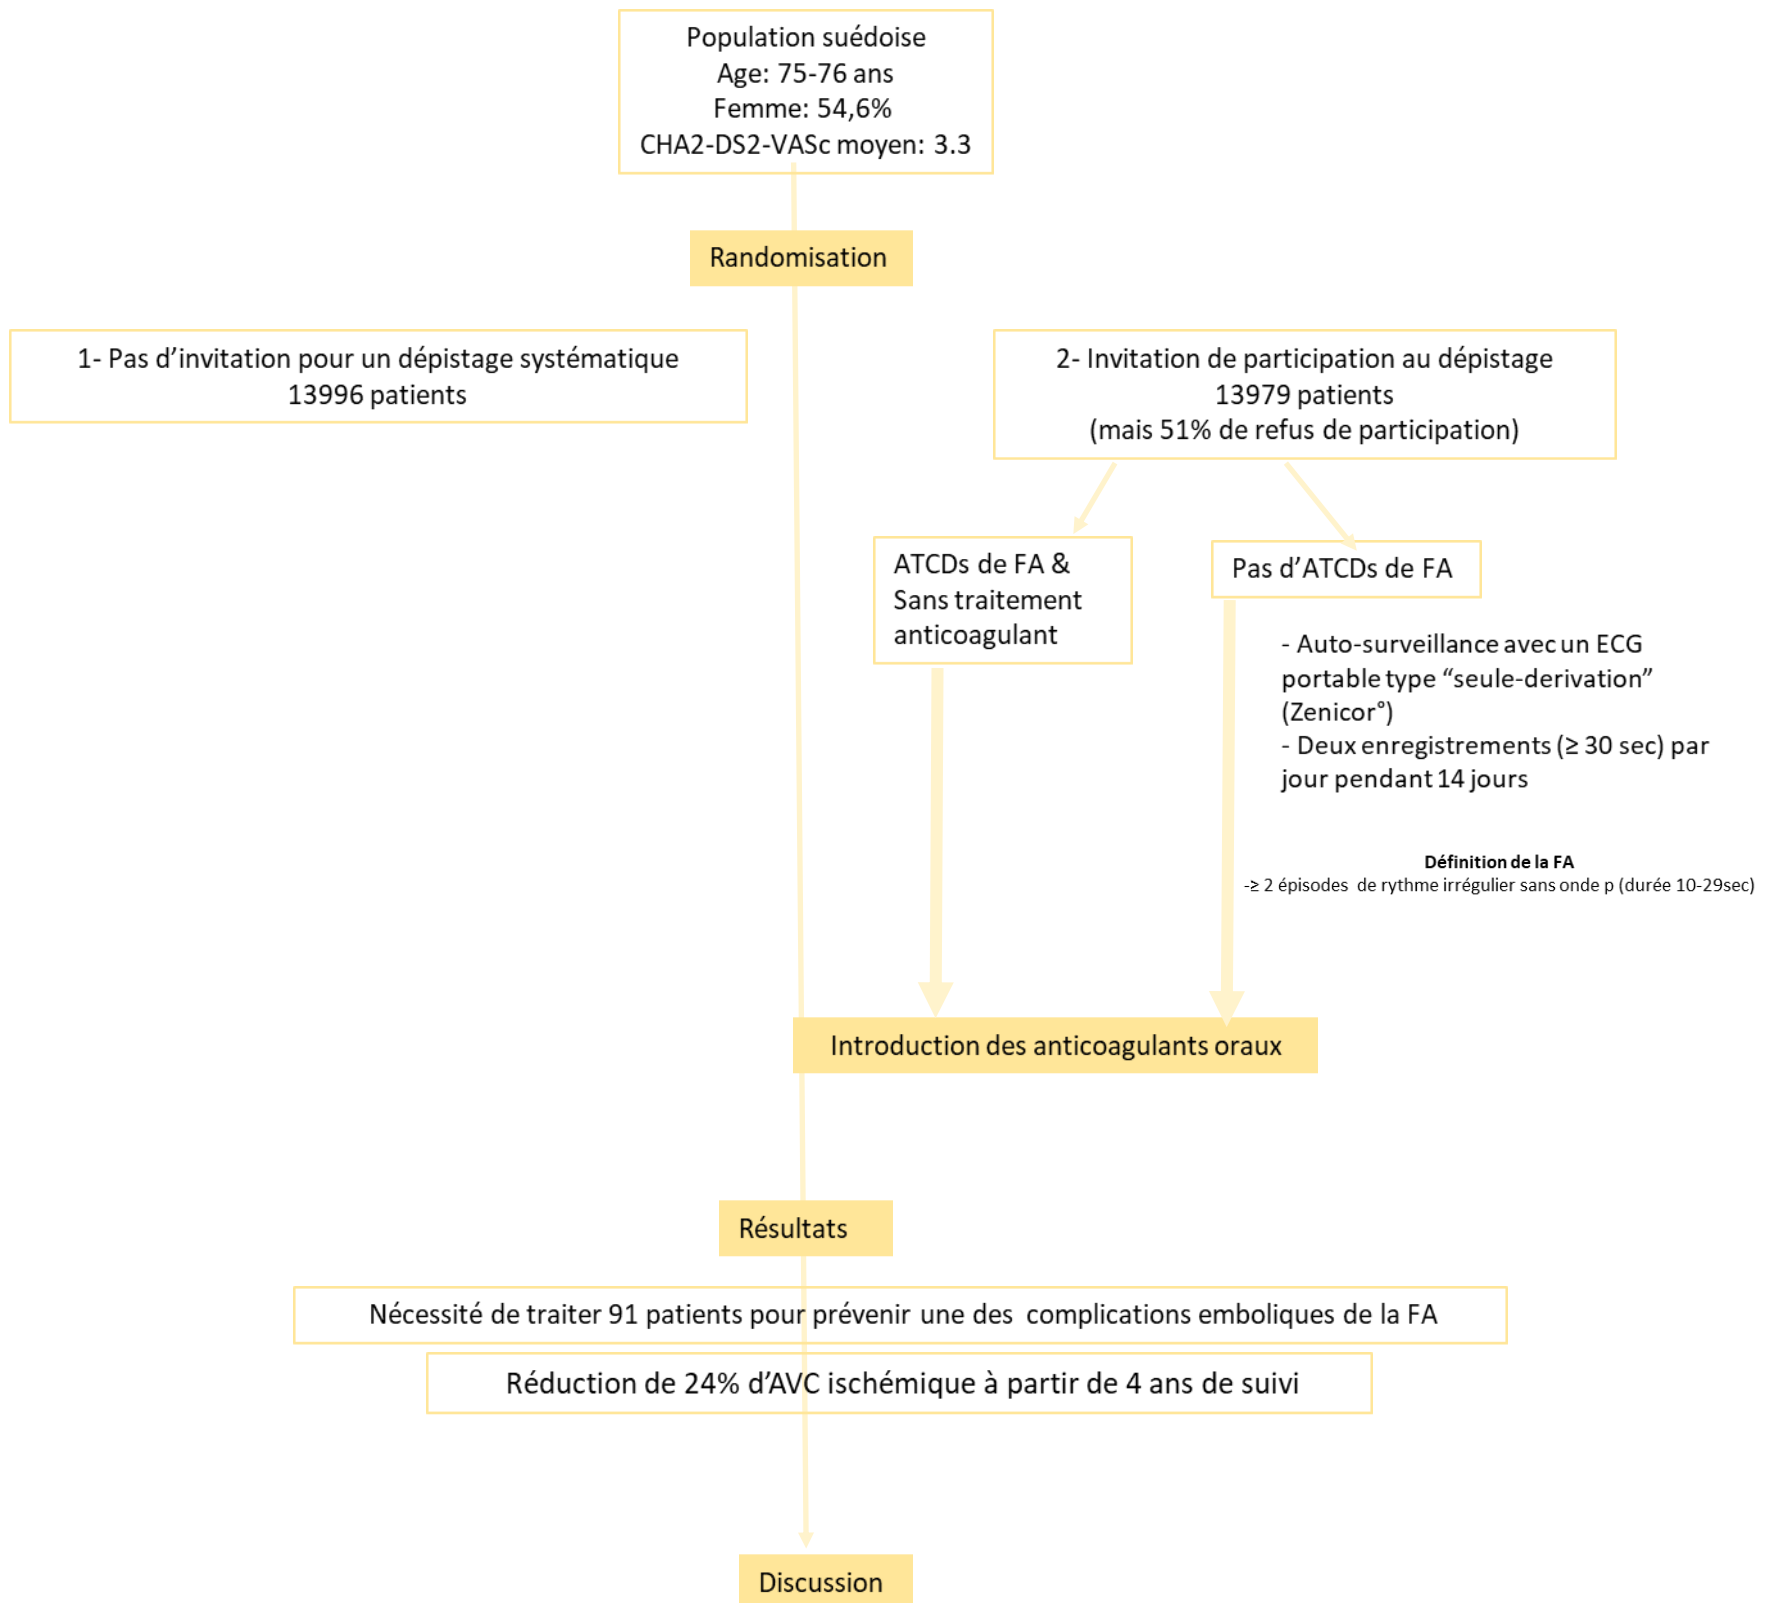 Population suédoise
Age: 75-76 ans
Femme: 54,6%
CHA2-DS2-VASc moyen: 3.3
Randomisation
1- Pas d’invitation pour un dépistage systématique
13996 patients
2- Invitation de participation au dépistage
13979 patients
(mais 51% de refus de participation)
ATCDs de FA &
Sans traitement
anticoagulant
Pas d’ATCDs de FA
- Auto-surveillance avec un ECG
portable type “seule-derivation”
(Zenicor°)
- Deux enregistrements (≥ 30 sec) par
jour pendant 14 jours
Définition de la FA
-≥ 2 épisodes de rythme irrégulier sans onde p (durée 10-29sec)
Introduction des anticoagulants oraux
Résultats
Nécessité de traiter 91 patients pour prévenir une des complications emboliques de la FA
Réduction de 24% d’AVC ischémique à partir de 4 ans de suivi
Discussion